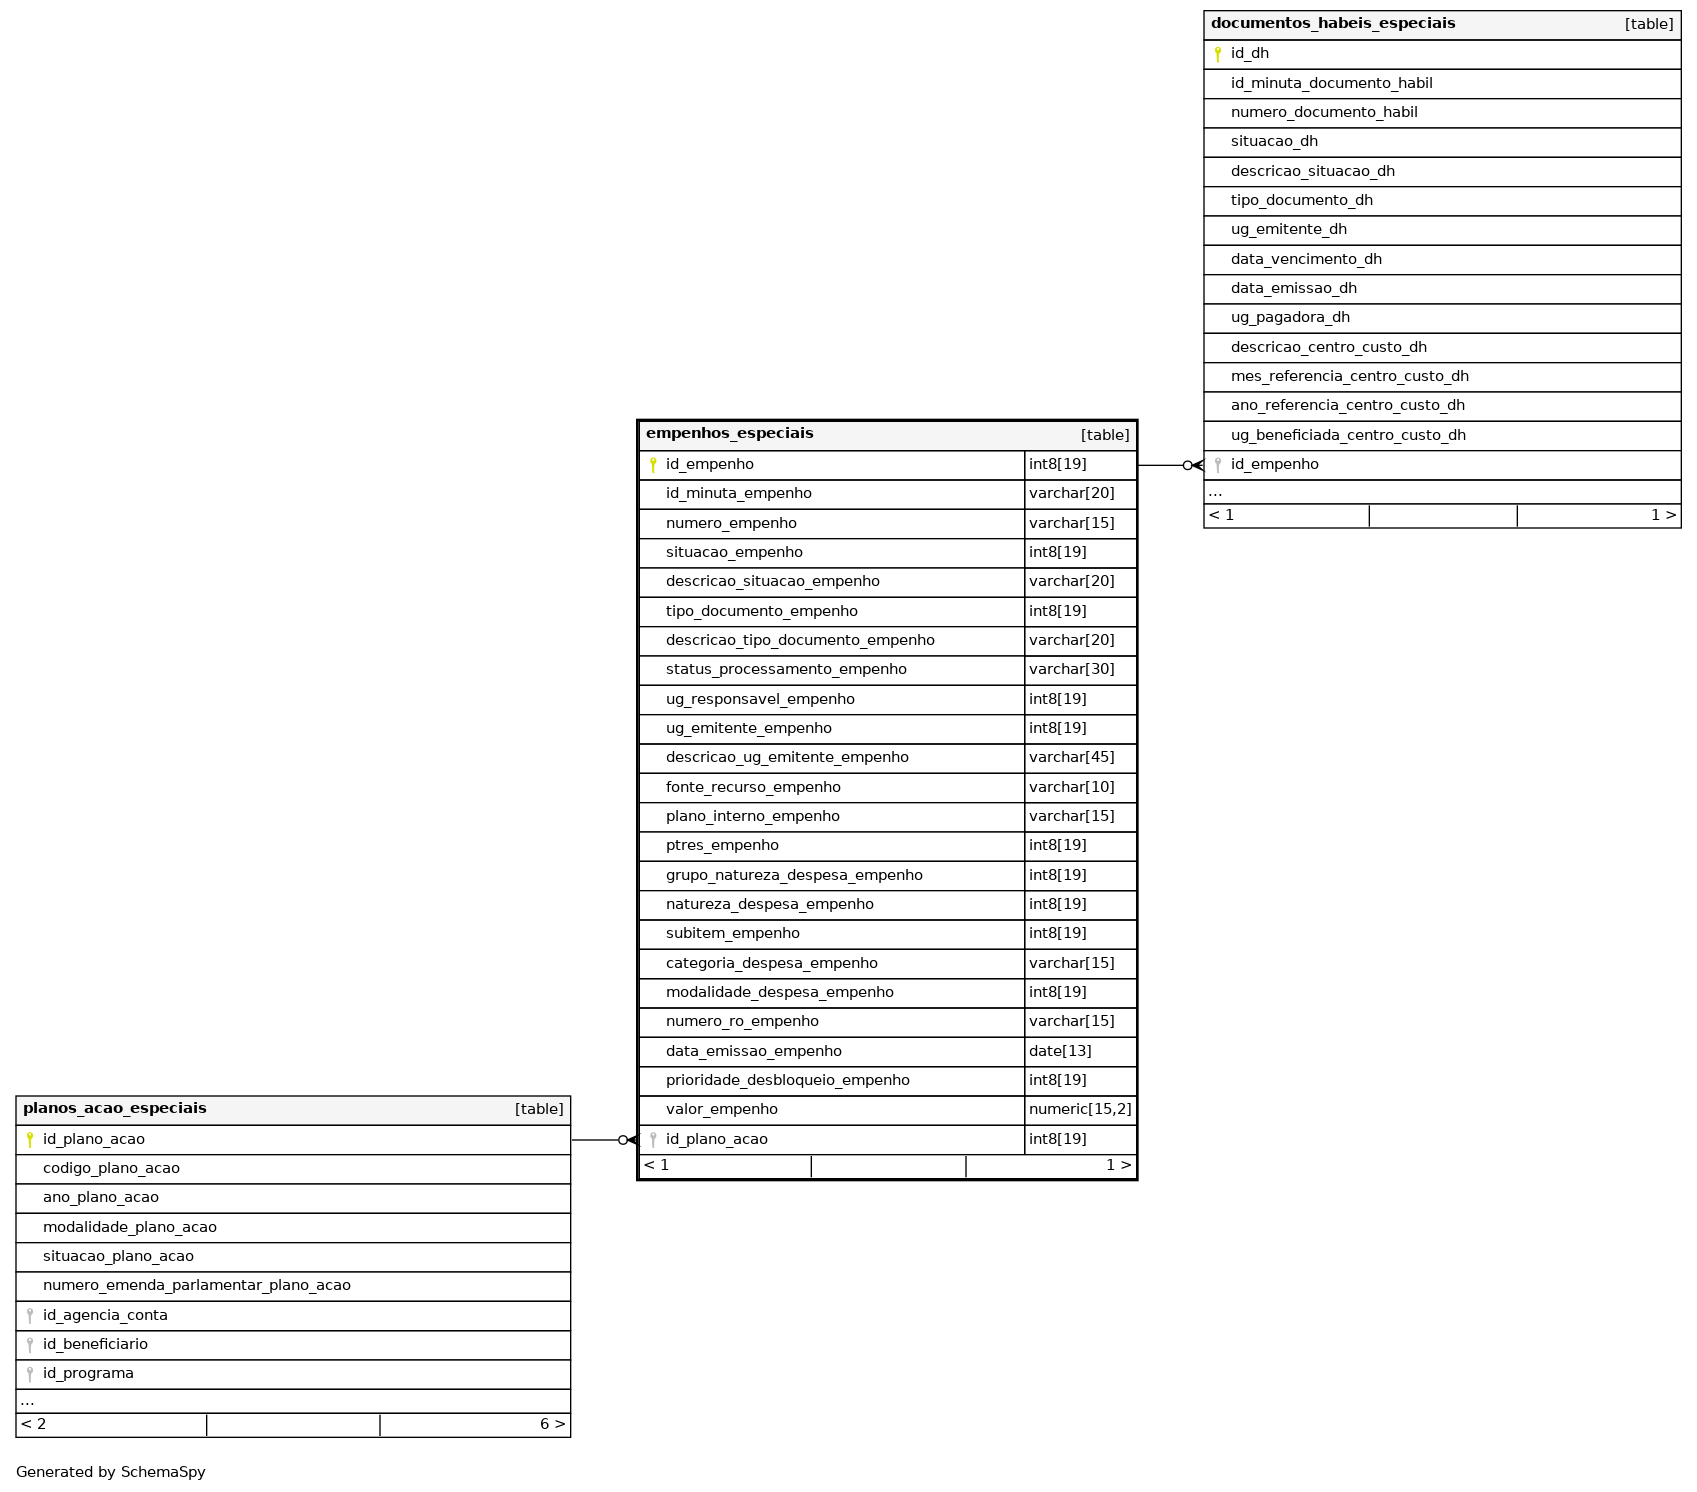 documentos_habeis_especiais [table]
id_dh
id_minuta_documento_habil
numero_documento_habil
situacao_dh
descricao_situacao_dh
tipo_documento_dh
ug_emitente_dh
data_vencimento_dh
data_emissao_dh
ug_pagadora_dh
descricao_centro_custo_dh
mes_referencia_centro_custo_dh
ano_referencia_centro_custo_dh
ug_beneficiada_centro_custo_dh
id_empenho
...
< 1 1 >
empenhos_especiais [table]
id_empenho int8[19]
id_minuta_empenho varchar[20]
numero_empenho varchar[15]
situacao_empenho int8[19]
descricao_situacao_empenho varchar[20]
tipo_documento_empenho int8[19]
descricao_tipo_documento_empenho varchar[20]
status_processamento_empenho varchar[30]
ug_responsavel_empenho int8[19]
ug_emitente_empenho int8[19]
descricao_ug_emitente_empenho varchar[45]
fonte_recurso_empenho varchar[10]
plano_interno_empenho varchar[15]
ptres_empenho int8[19]
grupo_natureza_despesa_empenho int8[19]
natureza_despesa_empenho int8[19]
subitem_empenho int8[19]
categoria_despesa_empenho varchar[15]
modalidade_despesa_empenho int8[19]
numero_ro_empenho varchar[15]
data_emissao_empenho date[13]
prioridade_desbloqueio_empenho int8[19]
valor_empenho numeric[15,2]
id_plano_acao int8[19]
< 1 1 >
planos_acao_especiais [table]
id_plano_acao
codigo_plano_acao
ano_plano_acao
modalidade_plano_acao
situacao_plano_acao
numero_emenda_parlamentar_plano_acao
id_agencia_conta
id_beneficiario
id_programa
...
< 2 6 >
Generated by SchemaSpy